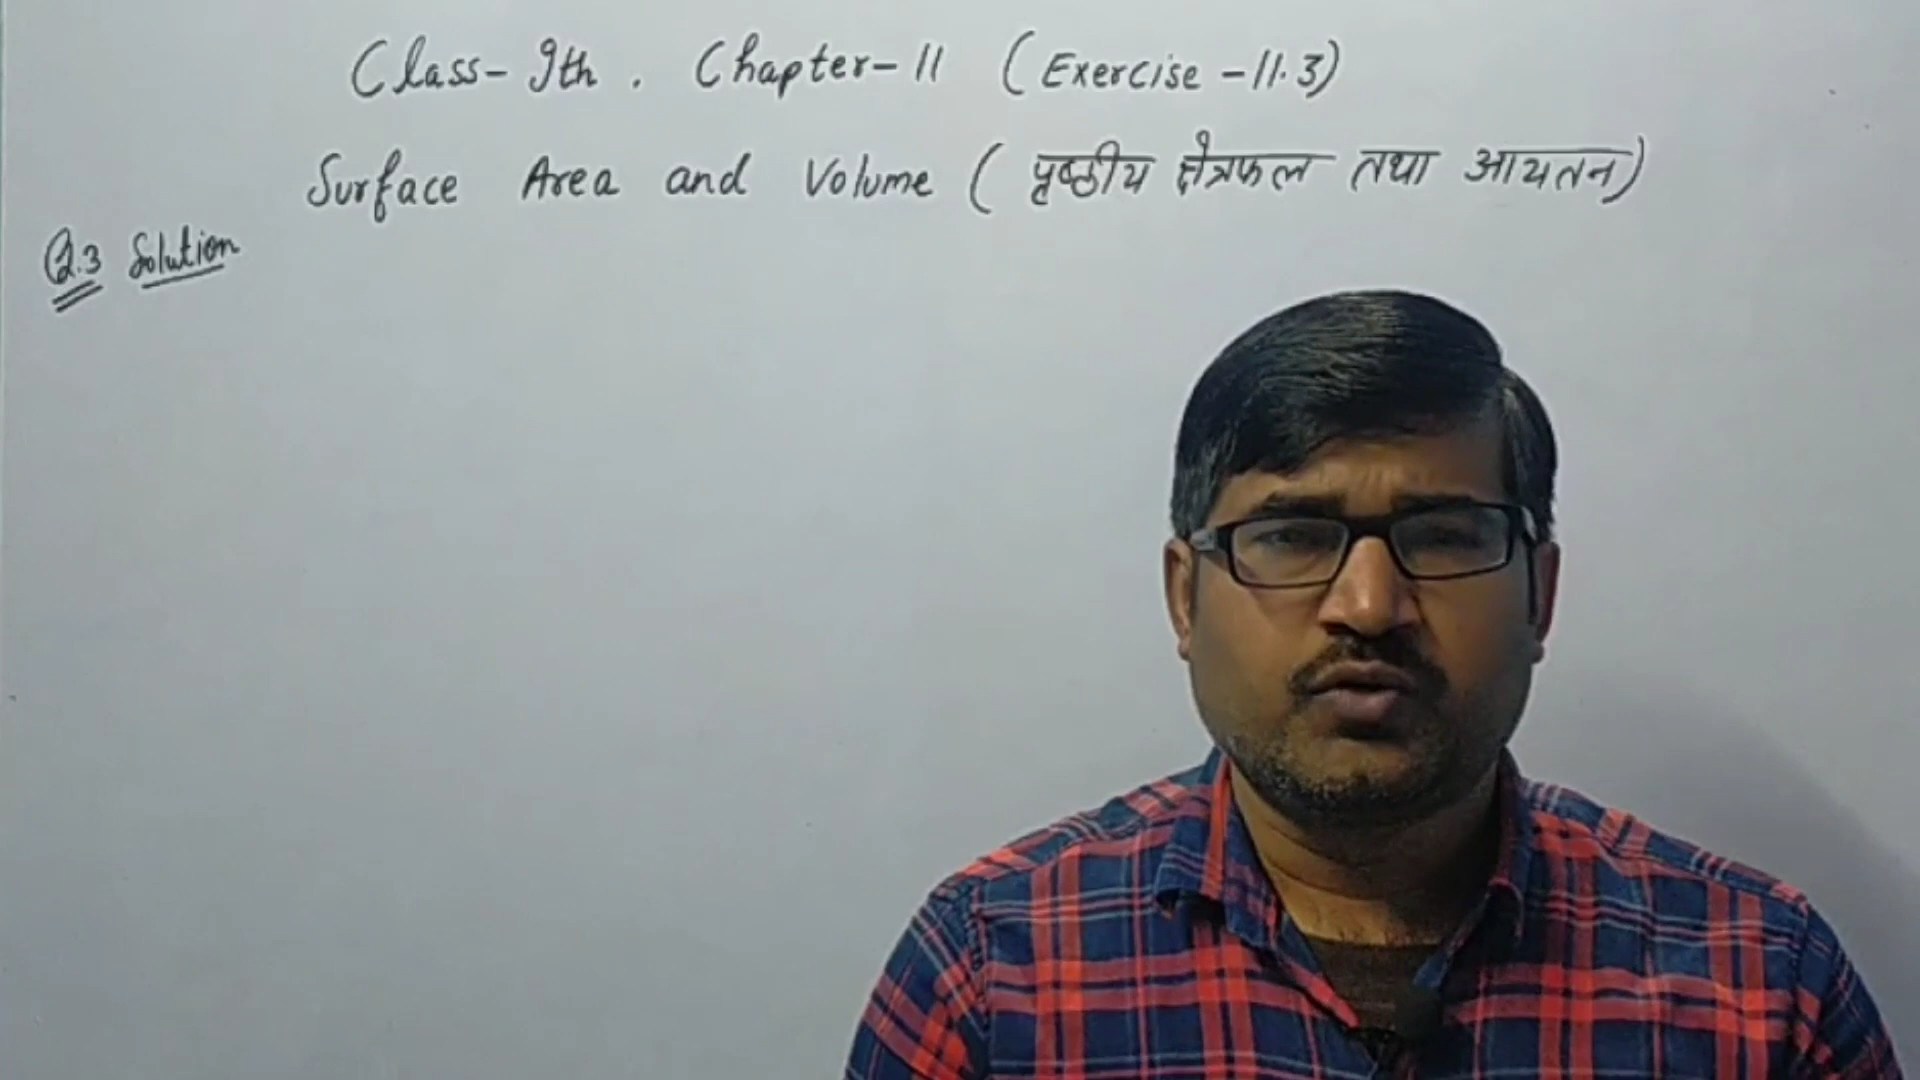 Class-9th. Chapter-11 (Exercise-11.3)
Surface Area and Volume (पृष्ठीय क्षेत्रफल तथा आयतन)
Q.3 Solution